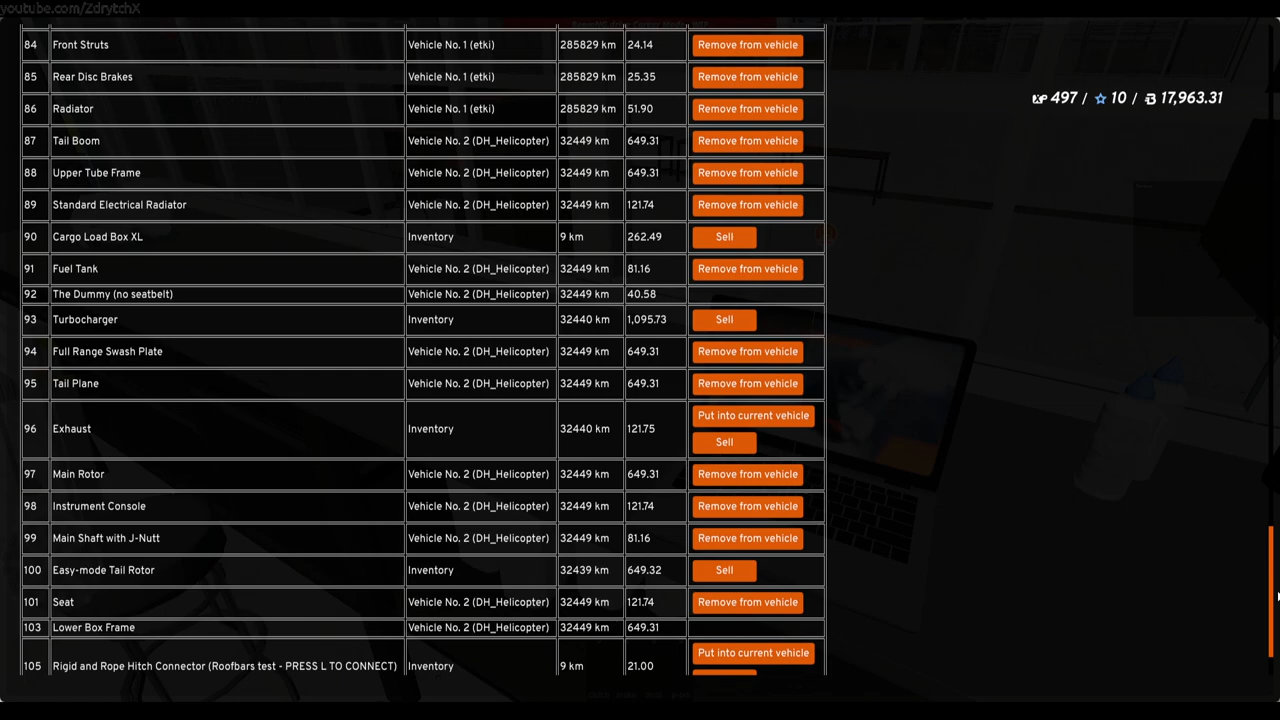 youtube.com/ZdrytchX
84 Front Struts Vehicle No. 1 (etki) 285829 km 24.14 Remove from vehicle
85 Rear Disc Brakes Vehicle No. 1 (etki) 285829 km 25.35 Remove from vehicle
XP 497 / 10 / 17,963.31
86 Radiator Vehicle No. 1 (etki) 285829 km 51.90 Remove from vehicle
87 Tail Boom Vehicle No. 2 (DH_Helicopter) 32449 km 649.31 Remove from vehicle
88 Upper Tube Frame Vehicle No. 2 (DH_Helicopter) 32449 km 649.31 Remove from vehicle
89 Standard Electrical Radiator Vehicle No. 2 (DH_Helicopter) 32449 km 121.74 Remove from vehicle
90 Cargo Load Box XL Inventory 9 km 262.49 Sell
91 Fuel Tank Vehicle No. 2 (DH_Helicopter) 32449 km 81.16 Remove from vehicle
92 The Dummy (no seatbelt) Vehicle No. 2 (DH_Helicopter) 32449 km 40.58
93 Turbocharger Inventory 32440 km 1,095.73 Sell
94 Full Range Swash Plate Vehicle No. 2 (DH_Helicopter) 32449 km 649.31 Remove from vehicle
95 Tail Plane Vehicle No. 2 (DH_Helicopter) 32449 km 649.31 Remove from vehicle
96 Exhaust Inventory 32440 km 121.75 Put into current vehicle
Sell
97 Main Rotor Vehicle No. 2 (DH_Helicopter) 32449 km 649.31 Remove from vehicle
98 Instrument Console Vehicle No. 2 (DH_Helicopter) 32449 km 121.74 Remove from vehicle
99 Main Shaft with J-Nutt Vehicle No. 2 (DH_Helicopter) 32449 km 81.16 Remove from vehicle
100 Easy-mode Tail Rotor Inventory 32439 km 649.32 Sell
101 Seat Vehicle No. 2 (DH_Helicopter) 32449 km 121.74 Remove from vehicle
103 Lower Box Frame Vehicle No. 2 (DH_Helicopter) 32449 km 649.31
105 Rigid and Rope Hitch Connector (Roofbars test - PRESS L TO CONNECT) Inventory 9 km 21.00 Put into current vehicle